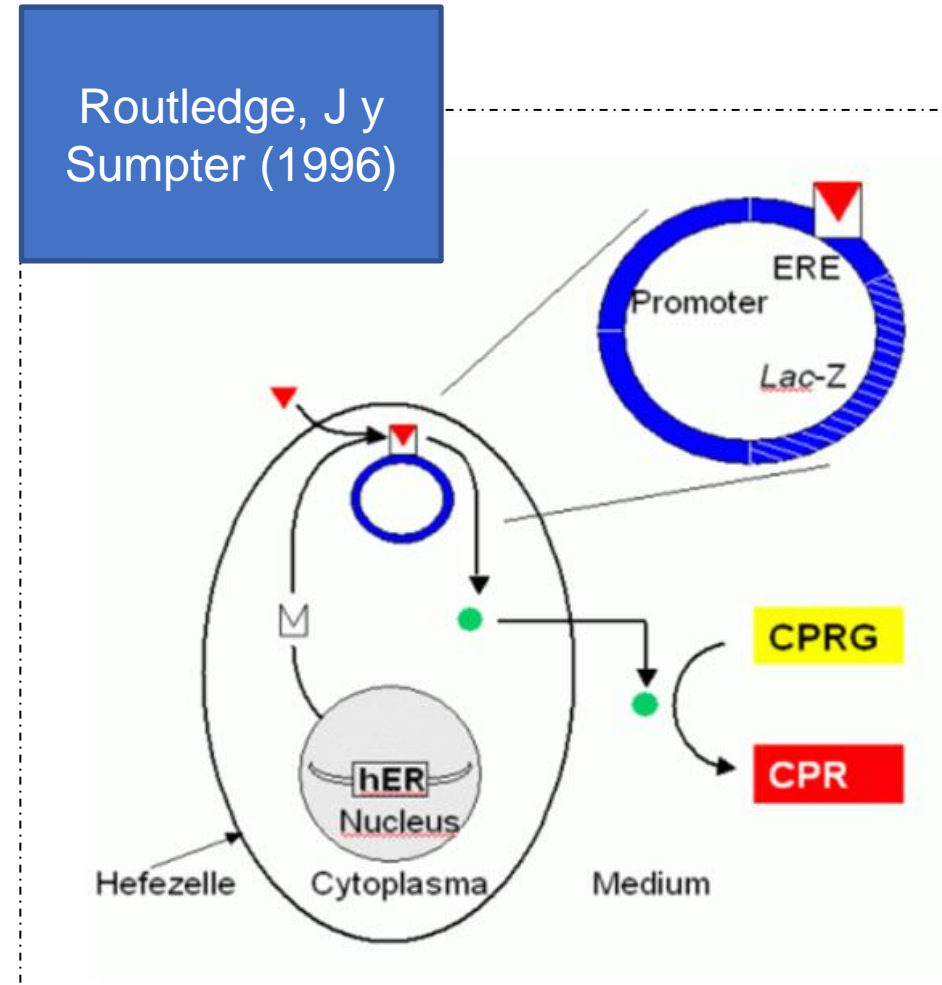 Routledge, J y
Sumpter (1996)
ERE
Promoter
Lac-Z
CPRG
CPR
hER
Nucleus
Hefezelle
Cytoplasma
Medium